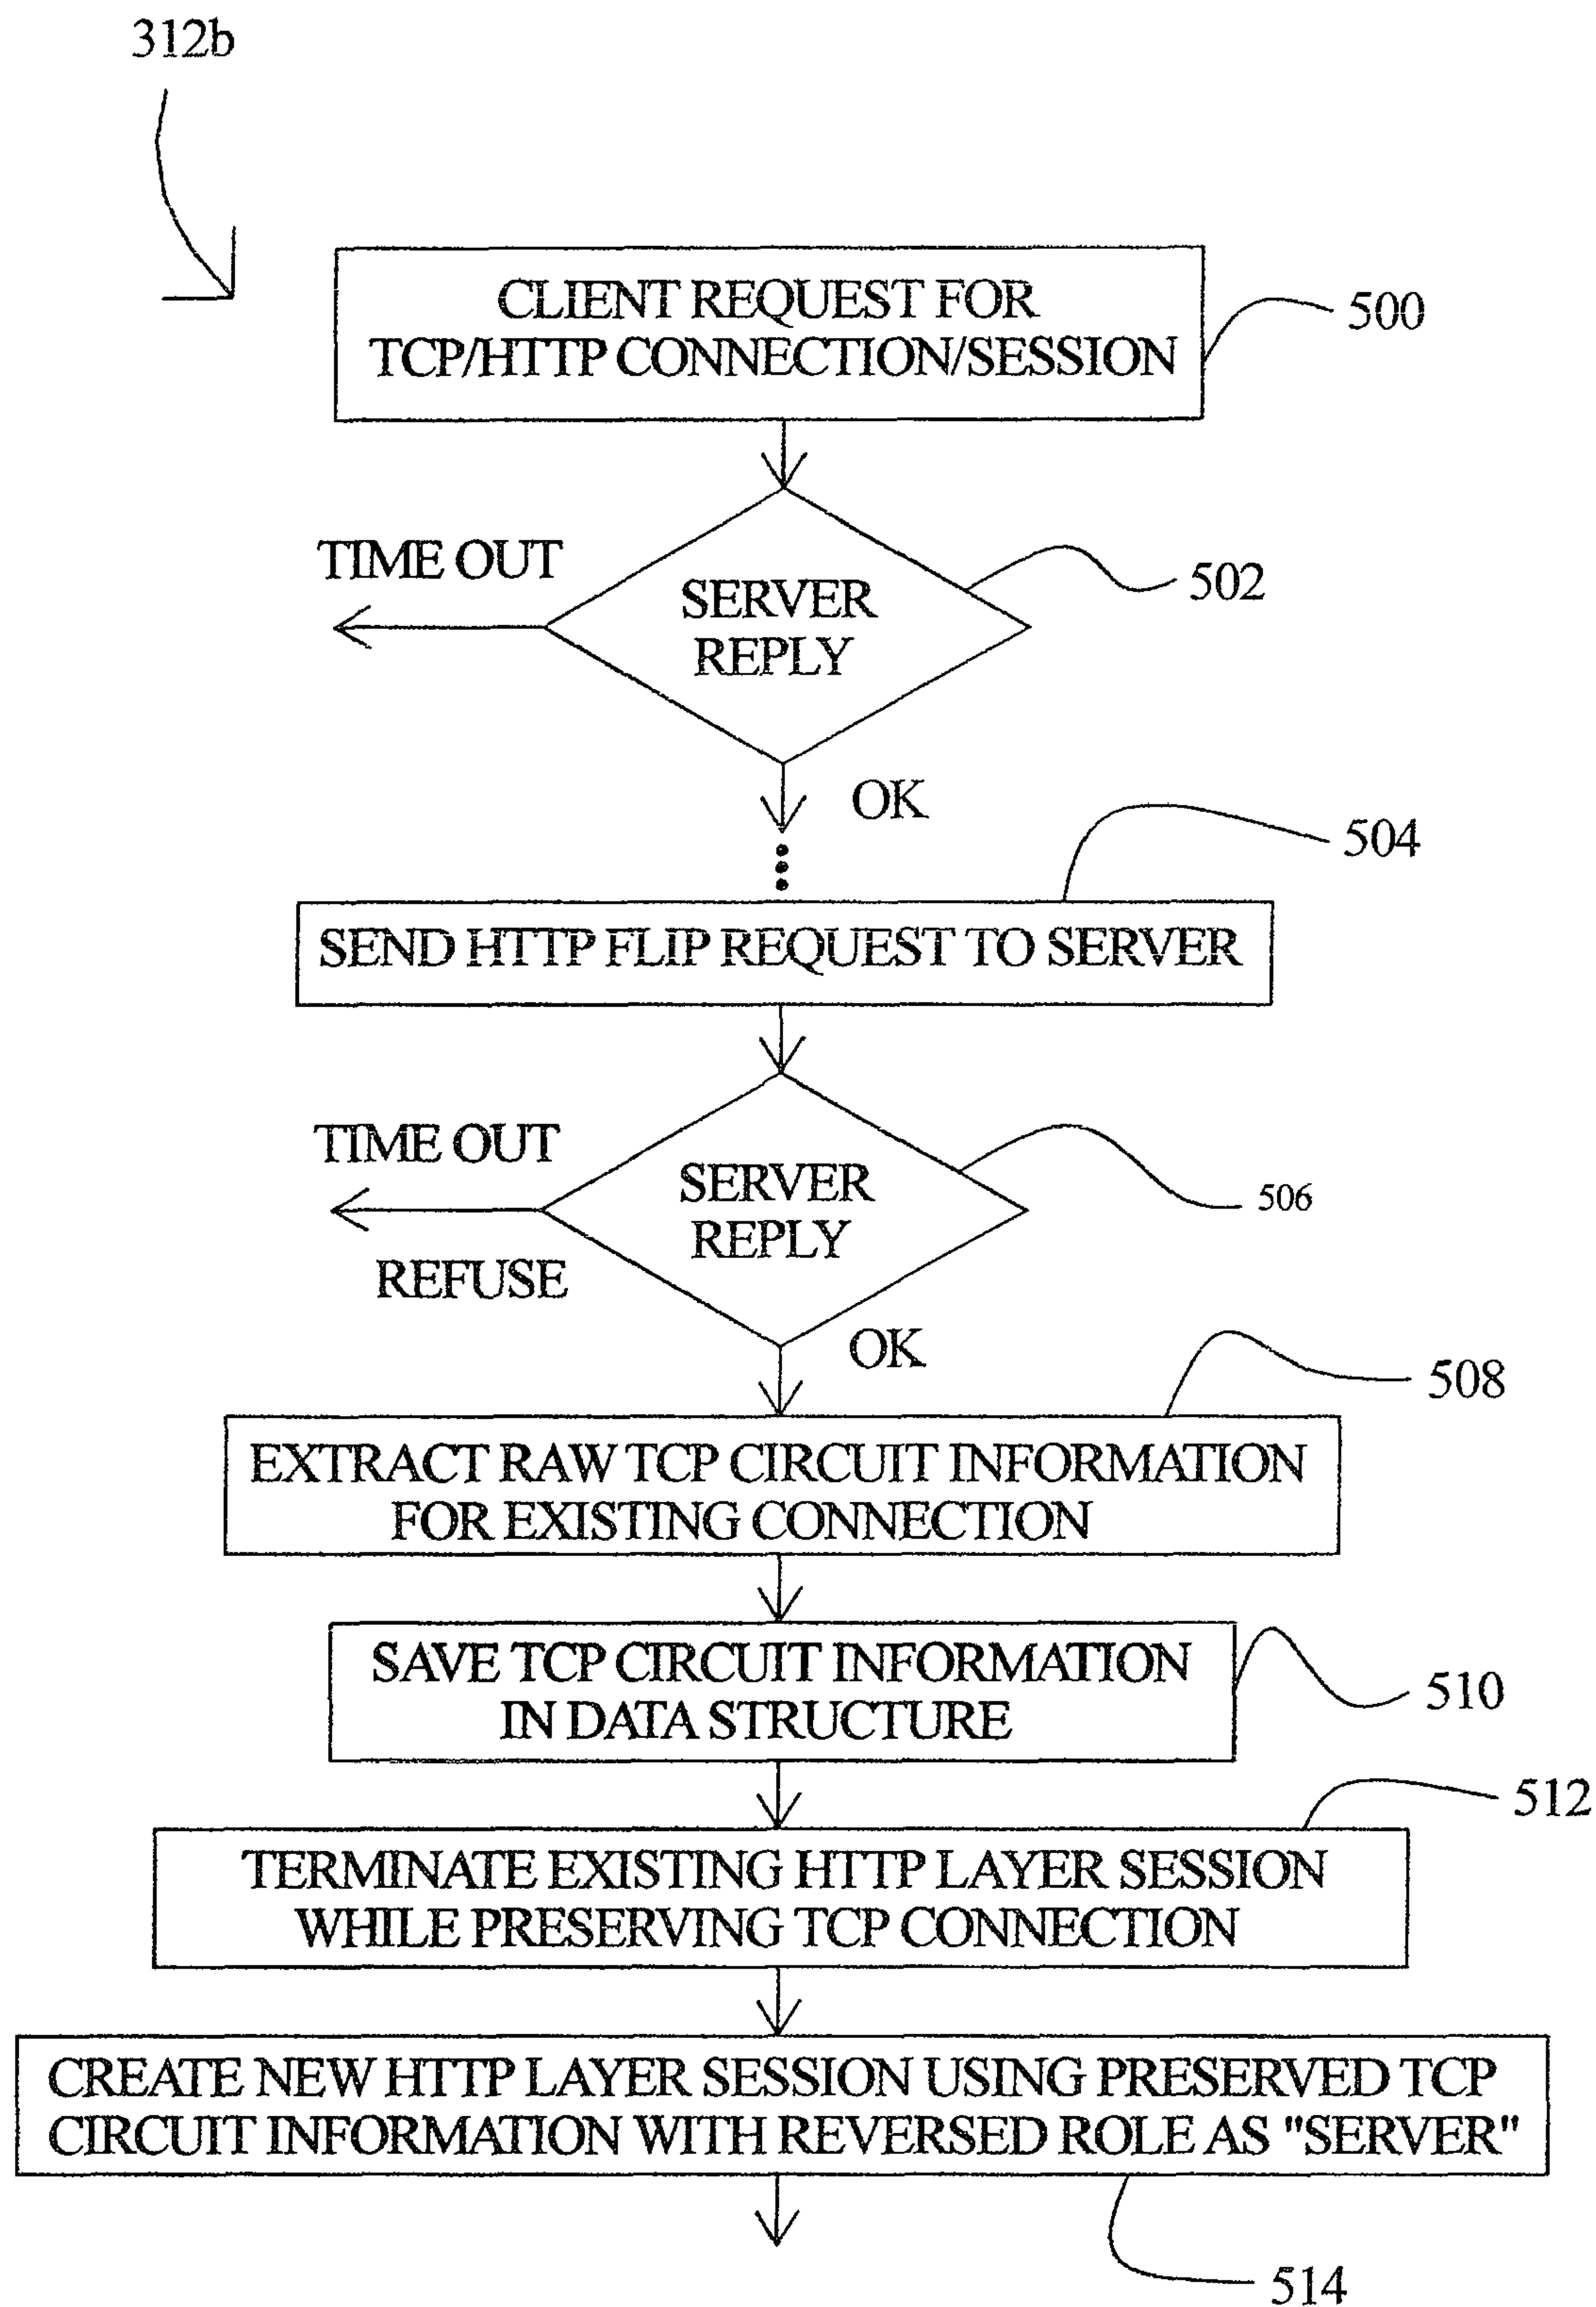 312b
CLIENT REQUEST FOR
TCP/HTTP CONNECTION/SESSION
500
TIME OUT
SERVER
REPLY
502
OK
504
SEND HTTP FLIP REQUEST TO SERVER
TIME OUT
SERVER
REPLY
506
REFUSE
OK
508
EXTRACT RAW TCP CIRCUIT INFORMATION
FOR EXISTING CONNECTION
SAVE TCP CIRCUIT INFORMATION
IN DATA STRUCTURE
510
512
TERMINATE EXISTING HTTP LAYER SESSION
WHILE PRESERVING TCP CONNECTION
CREATE NEW HTTP LAYER SESSION USING PRESERVED TCP
CIRCUIT INFORMATION WITH REVERSED ROLE AS "SERVER"
514